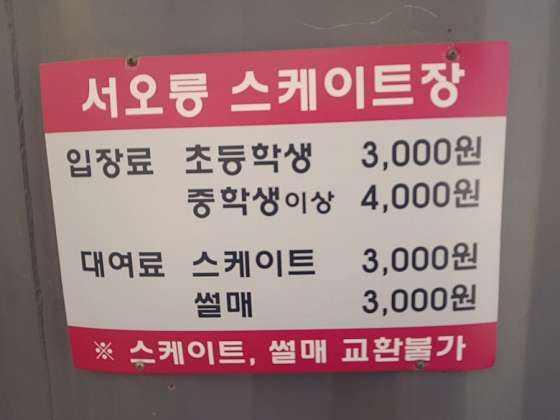 서오릉 스케이트장
입장료 초등학생 3,000원
중학생이상 4,000원
대여료 스케이트 3,000원
썰매 3,000원
※ 스케이트, 썰매 교환불가